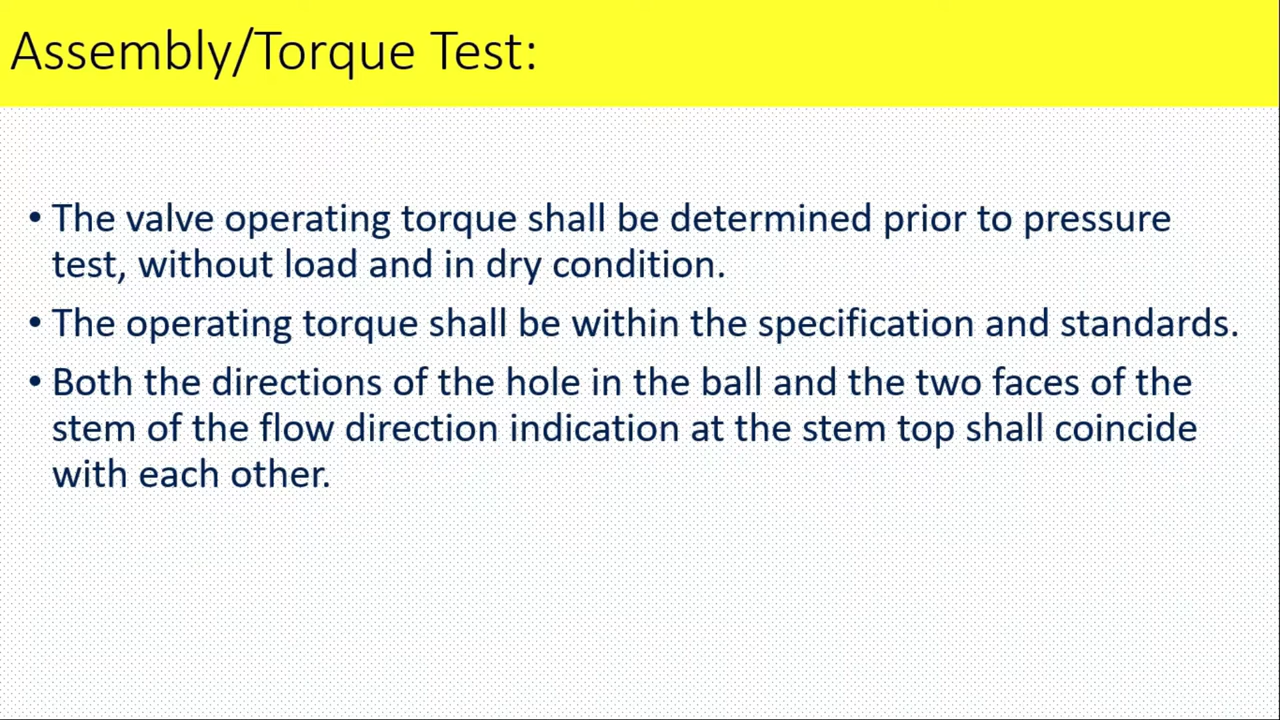 Assembly/Torque Test:
• The valve operating torque shall be determined prior to pressure
test, without load and in dry condition.
• The operating torque shall be within the specification and standards.
• Both the directions of the hole in the ball and the two faces of the
stem of the flow direction indication at the stem top shall coincide
with each other.